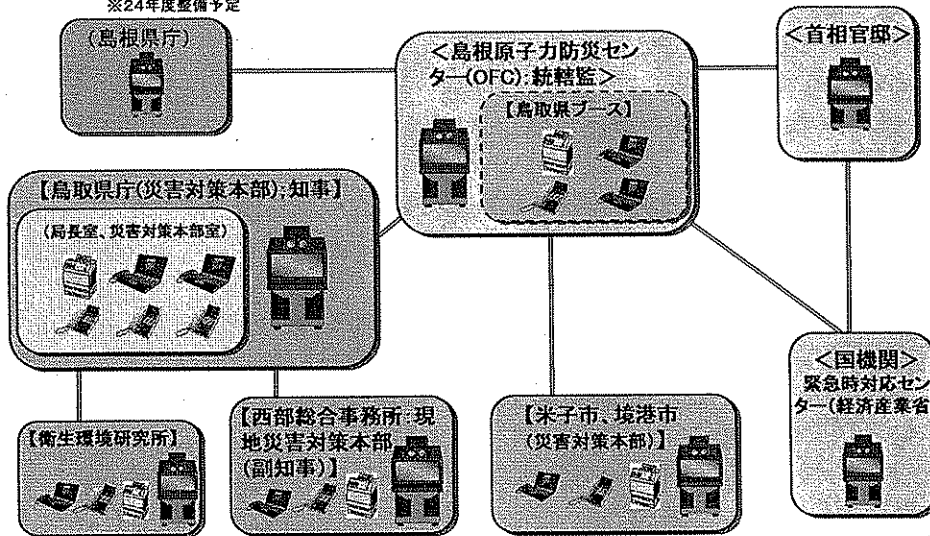 ※24年度整備予定
(島根県庁)
<島根原子力防災セン
ター(OFC):統轄監>
【鳥取県ブース】
<首相官邸>
【鳥取県庁(災害対策本部);知事】
(局長室、災害対策本部室)
【衛生環境研究所】
【西部総合事務所:現
地災害対策本部
(副知事)】
【米子市、境港市
(災害対策本部)】
<国機関>
緊急時対応セン
ター(経済産業省